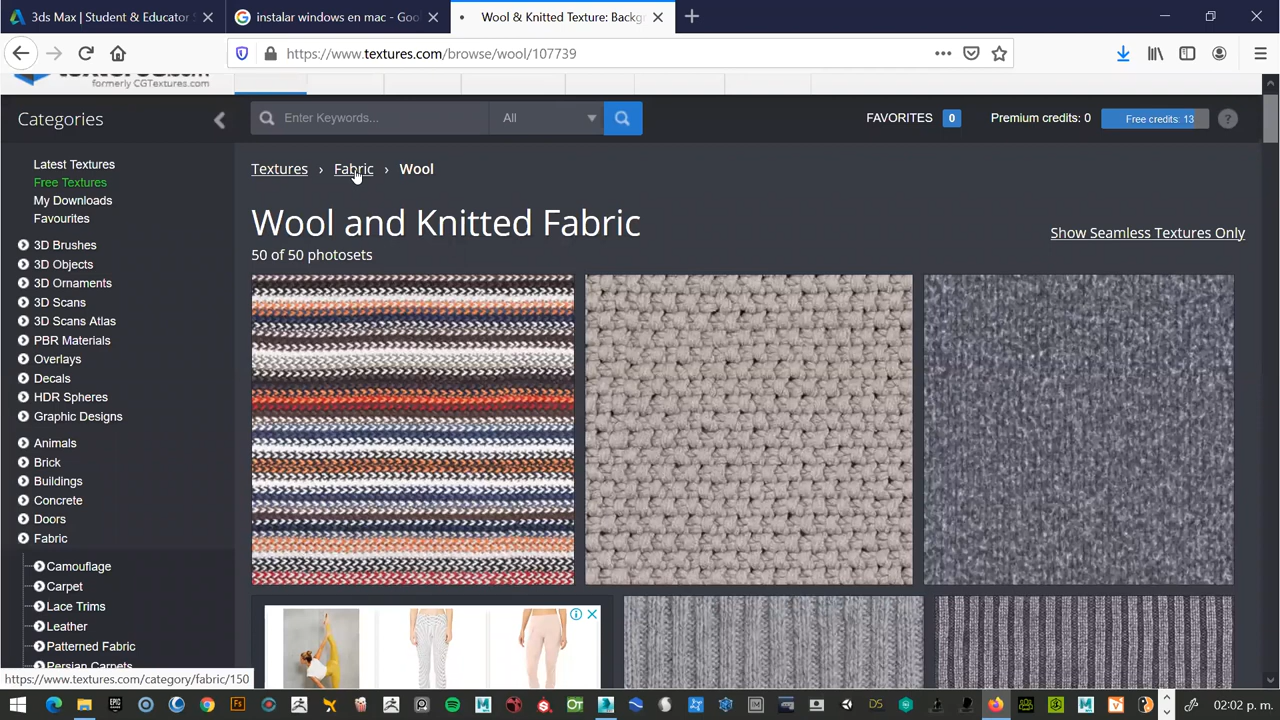 3ds Max | Student & Educator
instalar windows en mac - Goo
Wool & Knitted Texture: Backg
https://www.textures.com/browse/wool/107739
formerly CGTextures.com
Categories
Enter Keywords...
All
FAVORITES 0
Premium credits: 0
Free credits: 13
?
Latest Textures
Free Textures
My Downloads
Favourites
3D Brushes
3D Objects
3D Ornaments
3D Scans
3D Scans Atlas
PBR Materials
Overlays
Decals
HDR Spheres
Graphic Designs
Animals
Brick
Buildings
Concrete
Doors
Fabric
Camouflage
Carpet
Lace Trims
Leather
Patterned Fabric
Persian Carpets
Textures › Fabric › Wool
Wool and Knitted Fabric
50 of 50 photosets
Show Seamless Textures Only
https://www.textures.com/category/fabric/150
02:02 p. m.